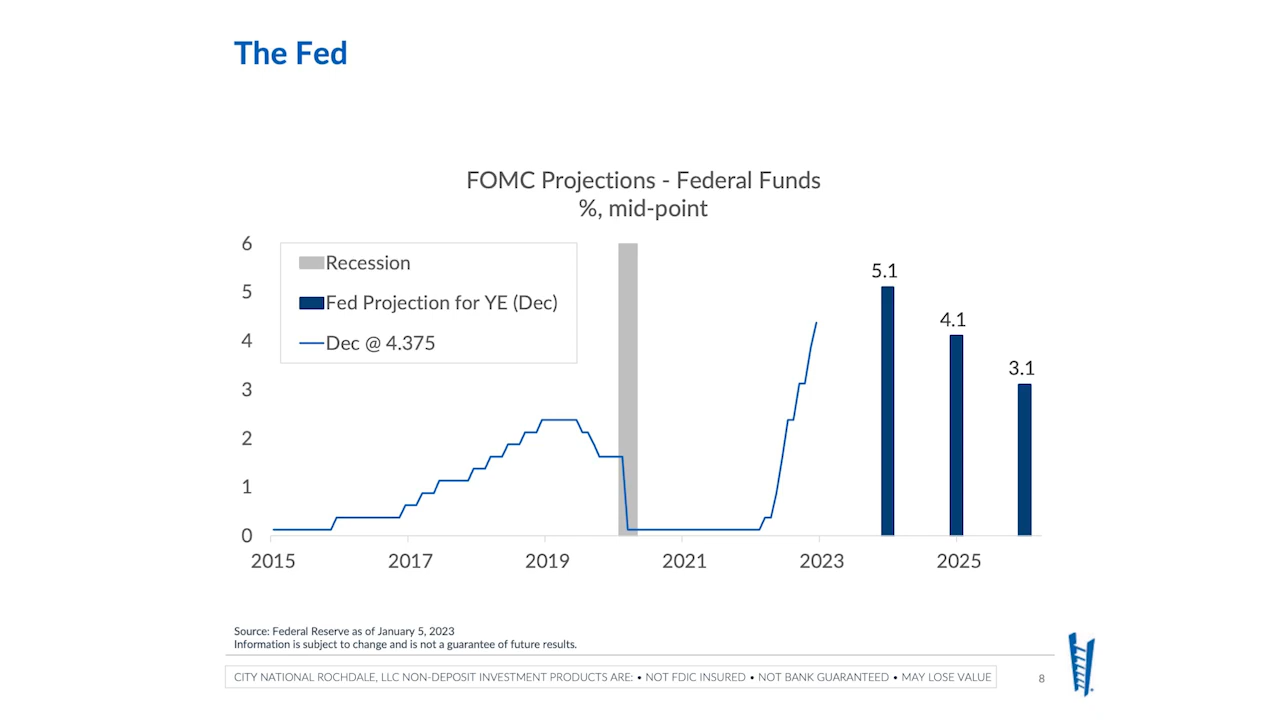 The Fed
FOMC Projections - Federal Funds
%, mid-point
6
5
4
3
2
1
0
Recession
Fed Projection for YE (Dec)
Dec @ 4.375
5.1
4.1
3.1
2015
2017
2019
2021
2023
2025
Source: Federal Reserve as of January 5, 2023
Information is subject to change and is not a guarantee of future results.
CITY NATIONAL ROCHDALE, LLC NON-DEPOSIT INVESTMENT PRODUCTS ARE: • NOT FDIC INSURED • NOT BANK GUARANTEED • MAY LOSE VALUE
8